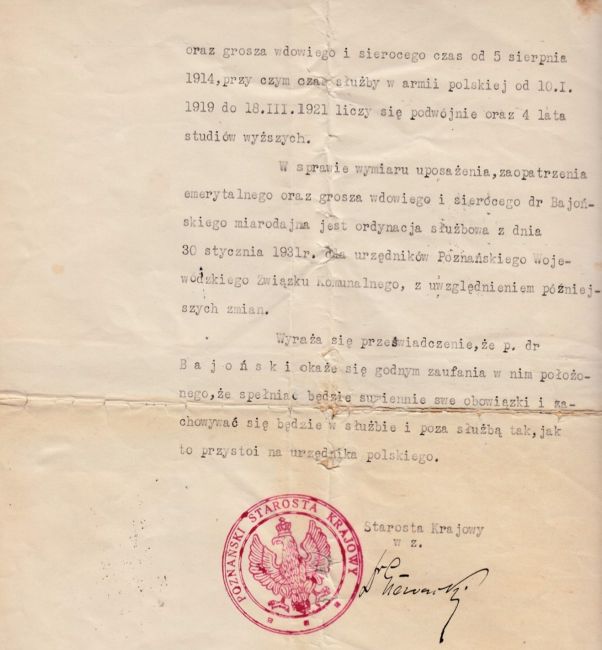 oraz grosza wdowiego i sierocego czas od 5 sierpnia
1914,przy czym czas służby w armii polskiej od 10.I.
1919 do 18.III.1921 liczy się podwójnie oraz 4 lata
studiów wyższych.
W sprawie wymiaru uposażenia,zaopatrzenia
emerytalnego oraz grosza wdowiego i sierocego dr Bajoń-
skiego miarodajna jest ordynacja służbowa z dnia
30 stycznia 1931r. dla urzędników Poznańskiego Woje-
wódzkiego Związku Komunalnego, z uwzględnieniem później-
szych zmian.
Wyraża się przeświadczenie,że p. dr
B a j o ń s k i okaże się godnym zaufania w nim położo-
nego,że spełniać będzie sumiennie swe obowiązki i za-
chowywać się będzie w służbie i poza służbą tak,jak
to przystoi na urzędnika polskiego.
POZNAŃSKI STAROSTA KRAJOWY
Starosta Krajowy
w z.